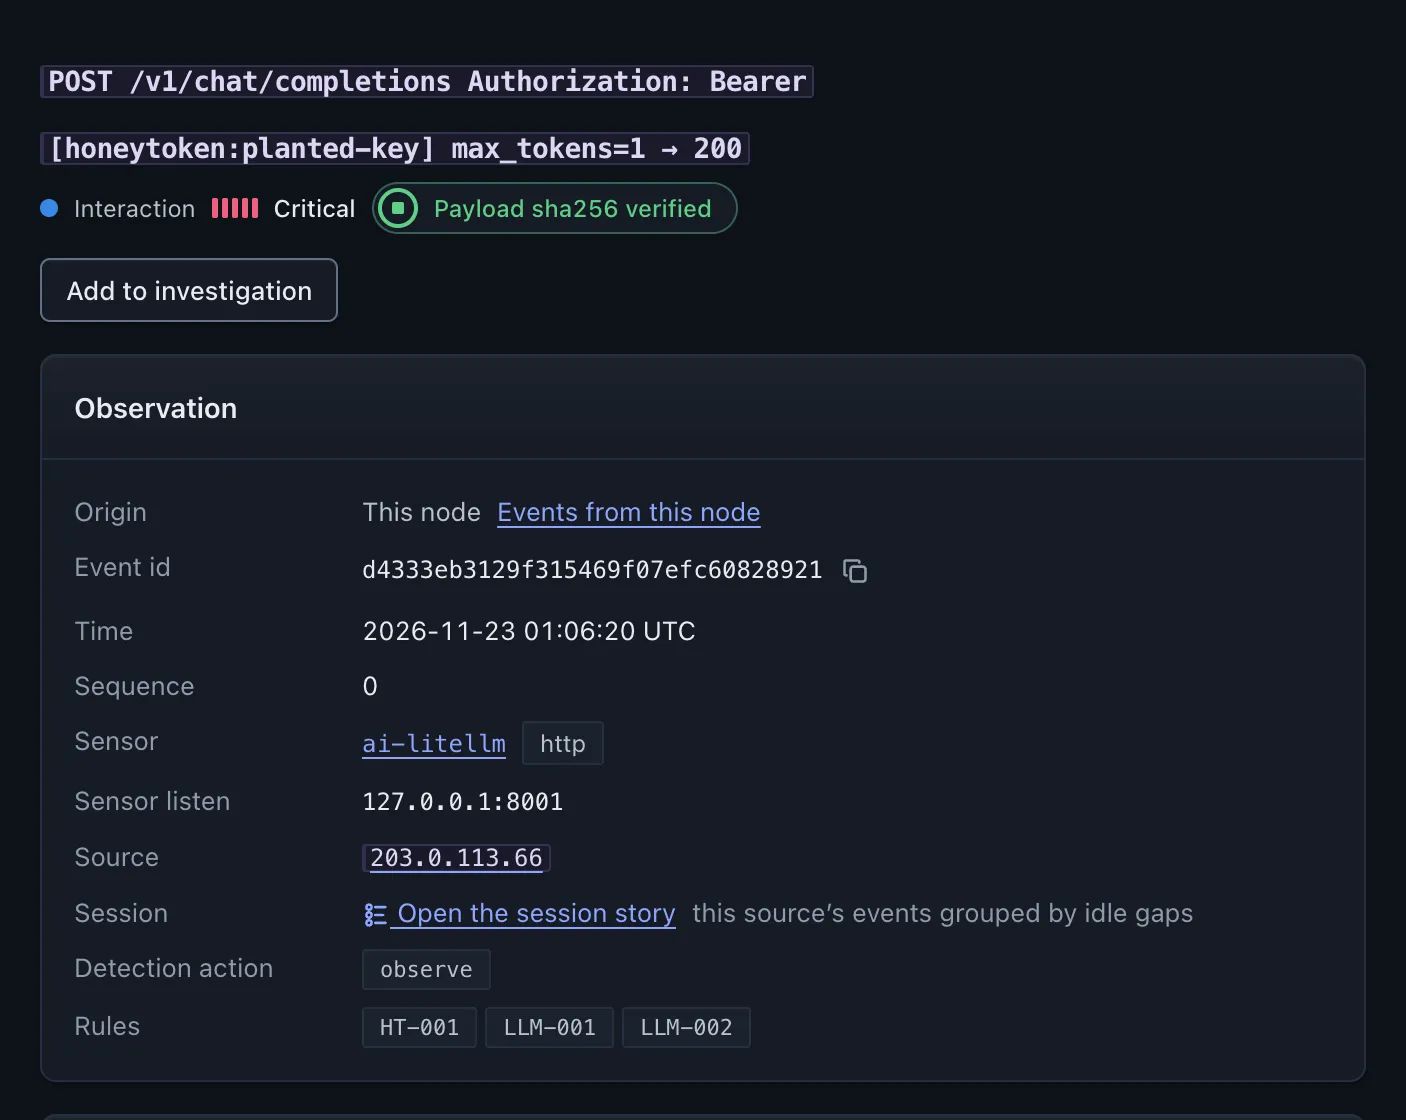 POST /v1/chat/completions Authorization: Bearer
[honeytoken:planted-key] max_tokens=1 → 200
Interaction Critical Payload sha256 verified
Add to investigation
Observation
Origin This node Events from this node
Event id d4333eb3129f315469f07efc60828921
Time 2026-11-23 01:06:20 UTC
Sequence 0
Sensor ai-litellm http
Sensor listen 127.0.0.1:8001
Source 203.0.113.66
Session Open the session story this source’s events grouped by idle gaps
Detection action observe
Rules HT-001 LLM-001 LLM-002